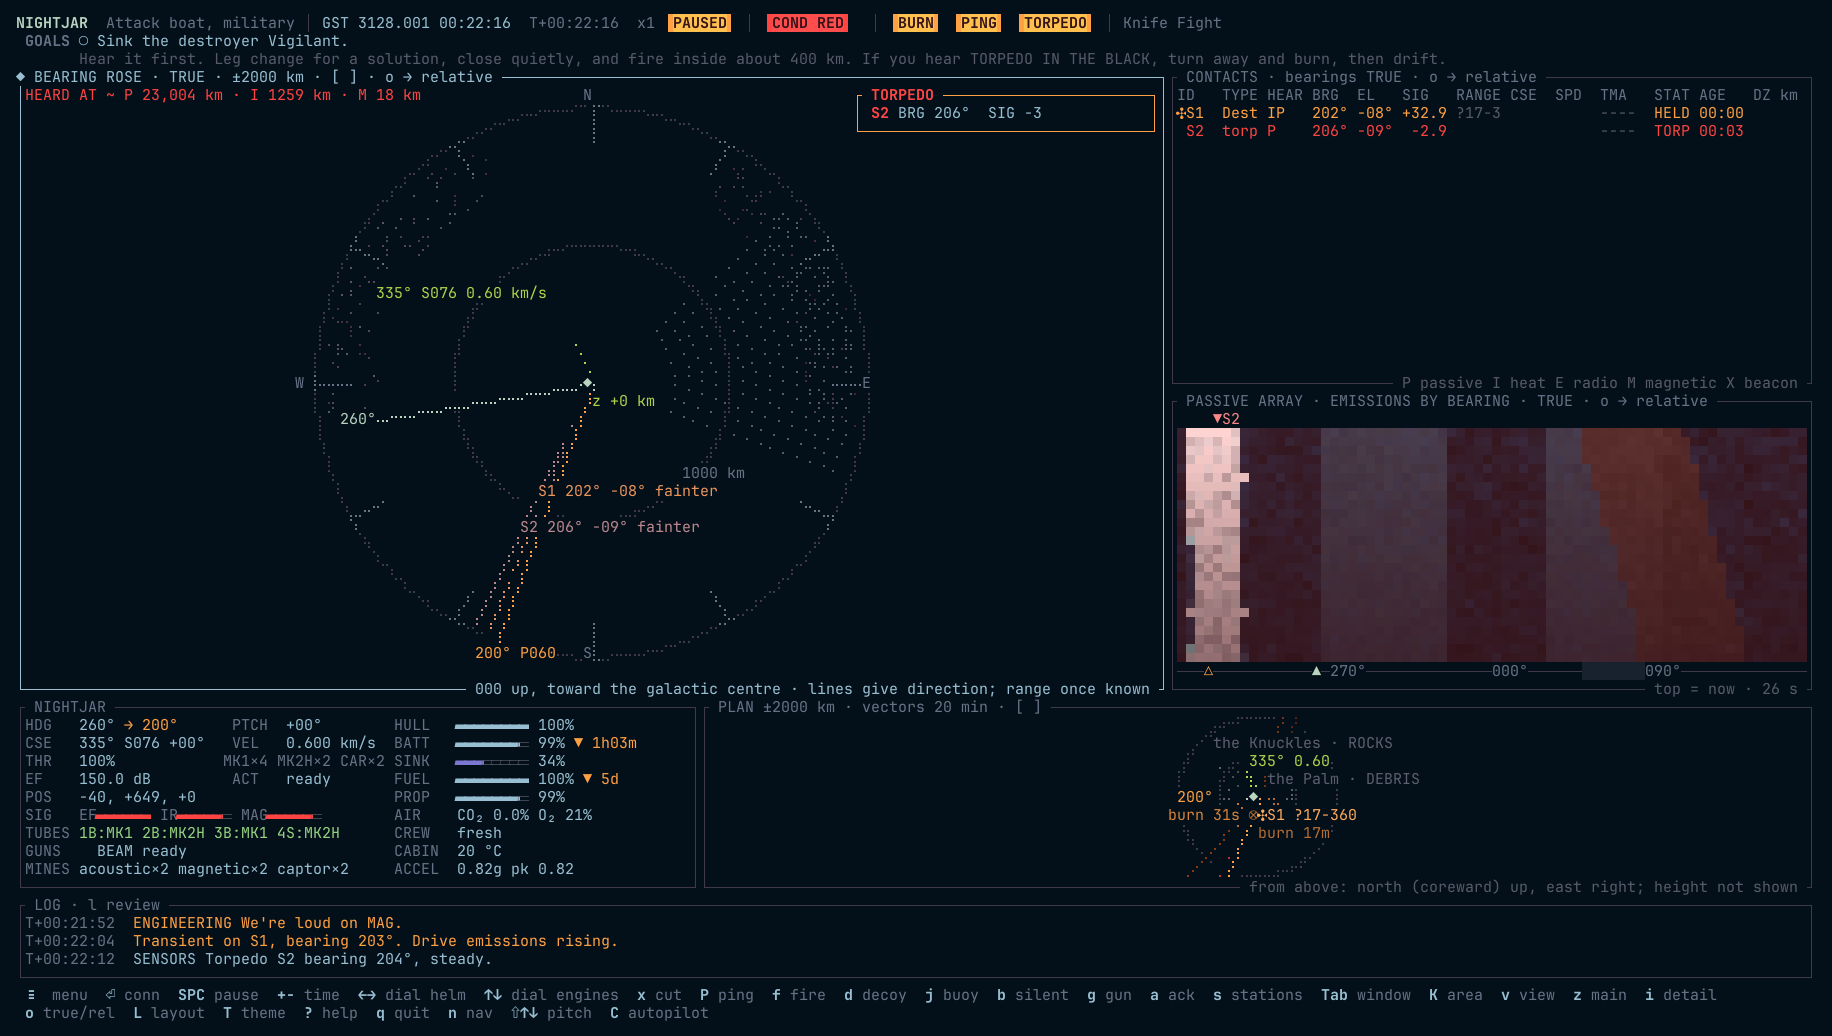 NIGHTJAR Attack boat, military GST 3128.001 00:22:16 T+00:22:16 x1 PAUSED COND RED BURN PING TORPEDO Knife Fight
GOALS ○ Sink the destroyer Vigilant.
Hear it first. Leg change for a solution, close quietly, and fire inside about 400 km. If you hear TORPEDO IN THE BLACK, turn away and burn, then drift.
◆ BEARING ROSE · TRUE · ±2000 km · [ ] · o → relative
HEARD AT ~ P 23,004 km · I 1259 km · M 18 km
N
TORPEDO
S2 BRG 206° SIG -3
335° S076 0.60 km/s
W
E
z +0 km
260°
1000 km
S1 202° -08° fainter
S2 206° -09° fainter
200° P060
S
000 up, toward the galactic centre · lines give direction; range once known
CONTACTS · bearings TRUE · o → relative
ID TYPE HEAR BRG EL SIG RANGE CSE SPD TMA STAT AGE DZ km
✣S1 Dest IP 202° -08° +32.9 ?17-3 ---- HELD 00:00
S2 torp P 206° -09° -2.9 ---- TORP 00:03
P passive I heat E radio M magnetic X beacon
PASSIVE ARRAY · EMISSIONS BY BEARING · TRUE · o → relative
▼S2
△ ▲ 270° 000° 090°
top = now · 26 s
NIGHTJAR
HDG 260° → 200° PTCH +00° HULL 100%
CSE 335° S076 +00° VEL 0.600 km/s BATT 99% ▼ 1h03m
THR 100% MK1×4 MK2H×2 CAR×2 SINK 34%
EF 150.0 dB ACT ready FUEL 100% ▼ 5d
POS -40, +649, +0 PROP 99%
SIG EF IR MAG AIR CO₂ 0.0% O₂ 21%
TUBES 1B:MK1 2B:MK2H 3B:MK1 4S:MK2H CREW fresh
GUNS BEAM ready CABIN 20 °C
MINES acoustic×2 magnetic×2 captor×2 ACCEL 0.82g pk 0.82
PLAN ±2000 km · vectors 20 min · [ ]
the Knuckles · ROCKS
335° 0.60
the Palm · DEBRIS
200°
burn 31s ⊗✣S1 ?17-360
burn 17m
from above: north (coreward) up, east right; height not shown
LOG · l review
T+00:21:52 ENGINEERING We're loud on MAG.
T+00:22:04 Transient on S1, bearing 203°. Drive emissions rising.
T+00:22:12 SENSORS Torpedo S2 bearing 204°, steady.
≡ menu ⏎ conn SPC pause +- time ←→ dial helm ↑↓ dial engines x cut P ping f fire d decoy j buoy b silent g gun a ack s stations Tab window K area v view z main i detail
o true/rel L layout T theme ? help q quit n nav ⇧↑↓ pitch C autopilot